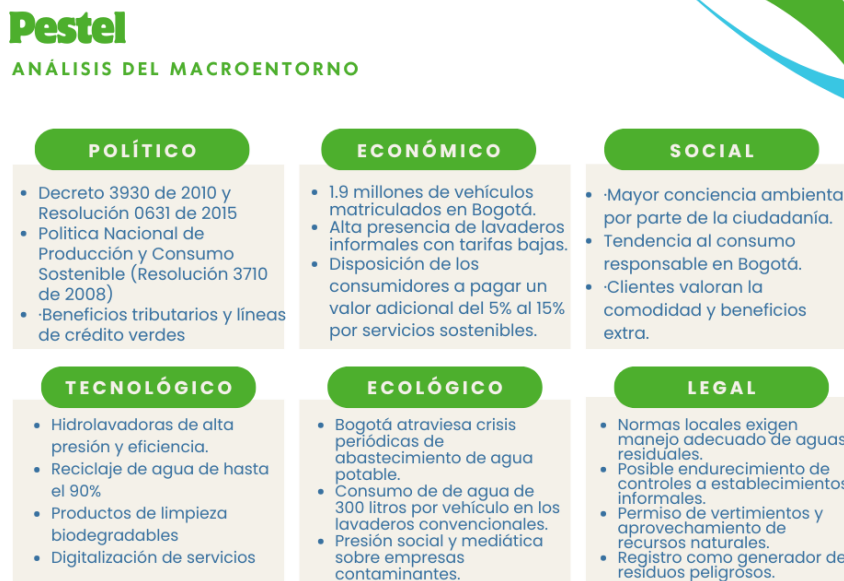 Pestel
ANÁLISIS DEL MACROENTORNO
POLÍTICO
• Decreto 3930 de 2010 y
Resolución 0631 de 2015
• Politica Nacional de
Producción y Consumo
Sostenible (Resolución 3710
de 2008)
• ·Beneficios tributarios y líneas
de crédito verdes
ECONÓMICO
• 1.9 millones de vehículos
matriculados en Bogotá.
• Alta presencia de lavaderos
informales con tarifas bajas.
• Disposición de los
consumidores a pagar un
valor adicional del 5% al 15%
por servicios sostenibles.
SOCIAL
• ·Mayor conciencia ambienta
por parte de la ciudadanía.
• Tendencia al consumo
responsable en Bogotá.
• ·Clientes valoran la
comodidad y beneficios
extra.
TECNOLÓGICO
• Hidrolavadoras de alta
presión y eficiencia.
• Reciclaje de agua de hasta
el 90%
• Productos de limpieza
biodegradables
• Digitalización de servicios
ECOLÓGICO
• Bogotá atraviesa crisis
periódicas de
abastecimiento de agua
potable.
• Consumo de de agua de
300 litros por vehículo en los
lavaderos convencionales.
• Presión social y mediática
sobre empresas
contaminantes.
LEGAL
• Normas locales exigen
manejo adecuado de aguas
residuales.
• Posible endurecimiento de
controles a establecimientos
informales.
• Permiso de vertimientos y
aprovechamiento de
recursos naturales.
• Registro como generador de
residuos peligrosos.